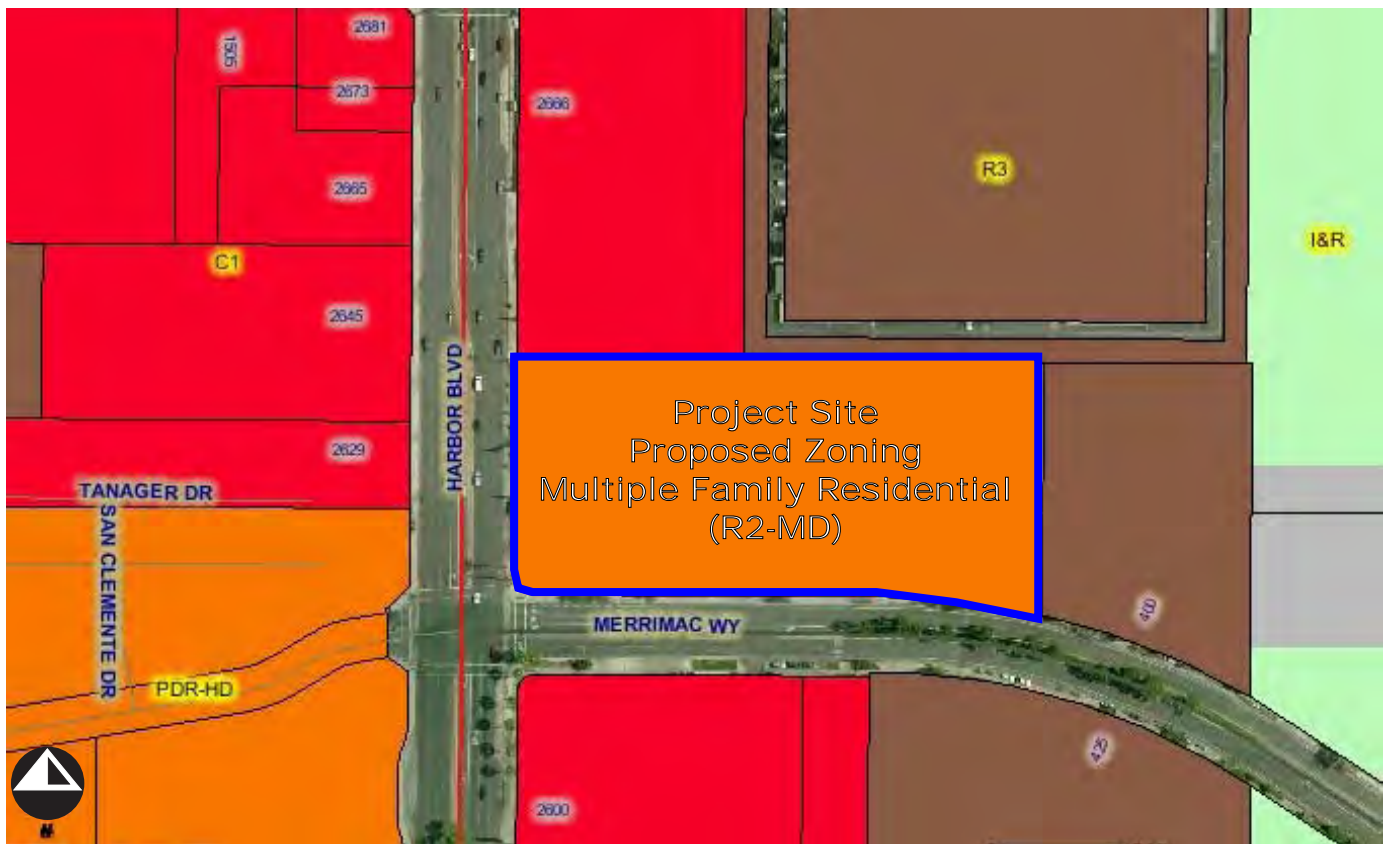 2681
1505
2673
2666
2665
R3
C1
I&R
2645
HARBOR BLVD
Project Site
Proposed Zoning
Multiple Family Residential
(R2-MD)
2629
TANAGER DR
SAN CLEMENTE DR
400
MERRIMAC WY
PDR-HD
425
2600
N